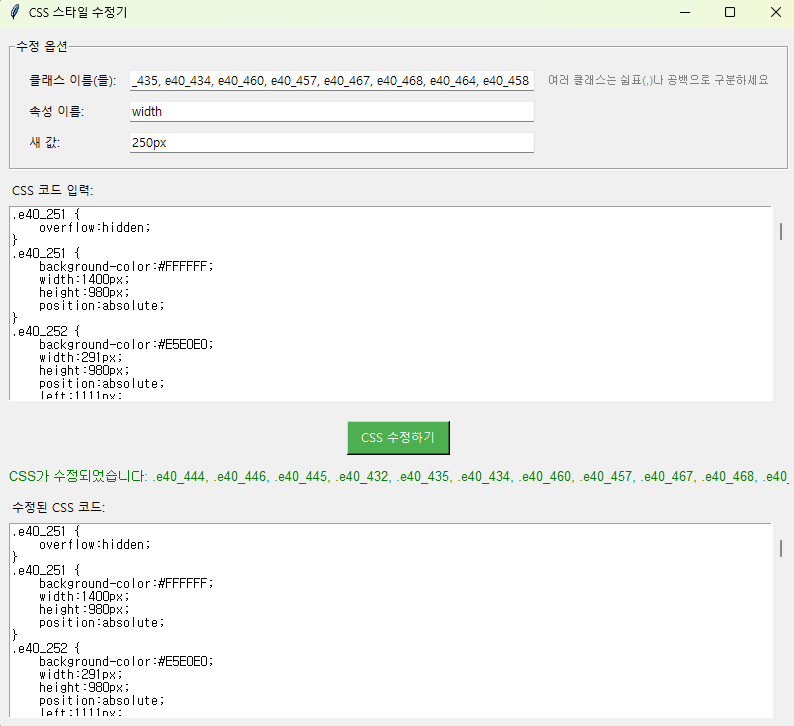 CSS 스타일 수정기
수정 옵션
클래스 이름(들): _435, e40_434, e40_460, e40_457, e40_467, e40_468, e40_464, e40_458 여러 클래스는 쉼표(,)나 공백으로 구분하세요
속성 이름: width
새 값: 250px
CSS 코드 입력:
.e40_251 {
    overflow:hidden;
}
.e40_251 {
    background-color:#FFFFFF;
    width:1400px;
    height:980px;
    position:absolute;
}
.e40_252 {
    background-color:#E5E0E0;
    width:291px;
    height:980px;
    position:absolute;
    left:1111px;
CSS 수정하기
CSS가 수정되었습니다: .e40_444, .e40_446, .e40_445, .e40_432, .e40_435, .e40_434, .e40_460, .e40_457, .e40_467, .e40_468, .e40_
수정된 CSS 코드:
.e40_251 {
    overflow:hidden;
}
.e40_251 {
    background-color:#FFFFFF;
    width:1400px;
    height:980px;
    position:absolute;
}
.e40_252 {
    background-color:#E5E0E0;
    width:291px;
    height:980px;
    position:absolute;
    left:1111px;